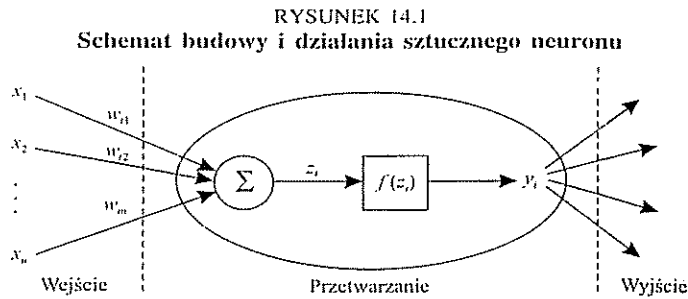 RYSUNEK 14.1
Schemat budowy i działania sztucznego neuronu
x₁
wᵢ₁
x₂
wᵢ₂
Σ
zᵢ
f(zᵢ)
yᵢ
⋮
wᵢₙ
xₙ
Wejście
Przetwarzanie
Wyjście